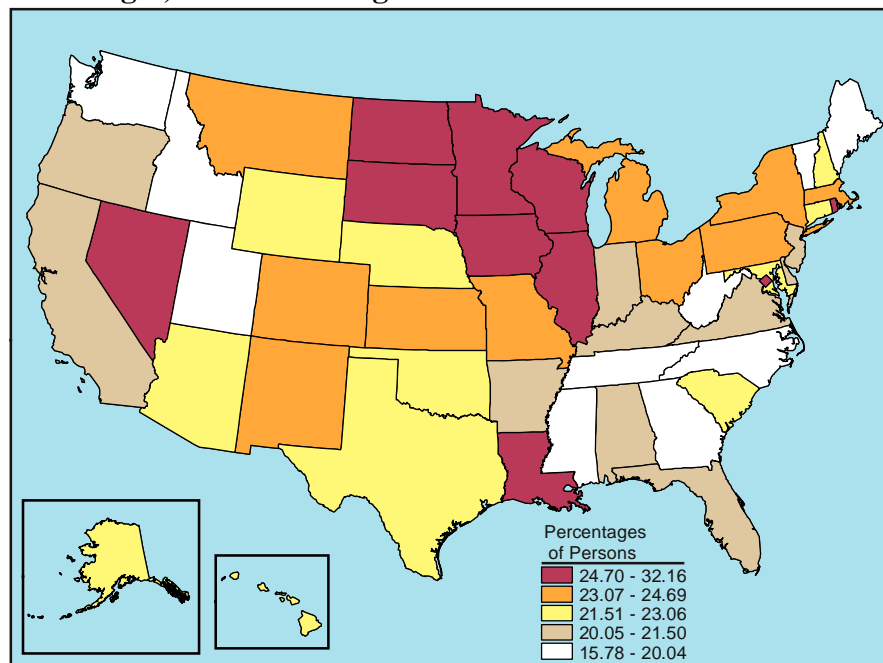 Percentages
of Persons
24.70 - 32.16
23.07 - 24.69
21.51 - 23.06
20.05 - 21.50
15.78 - 20.04